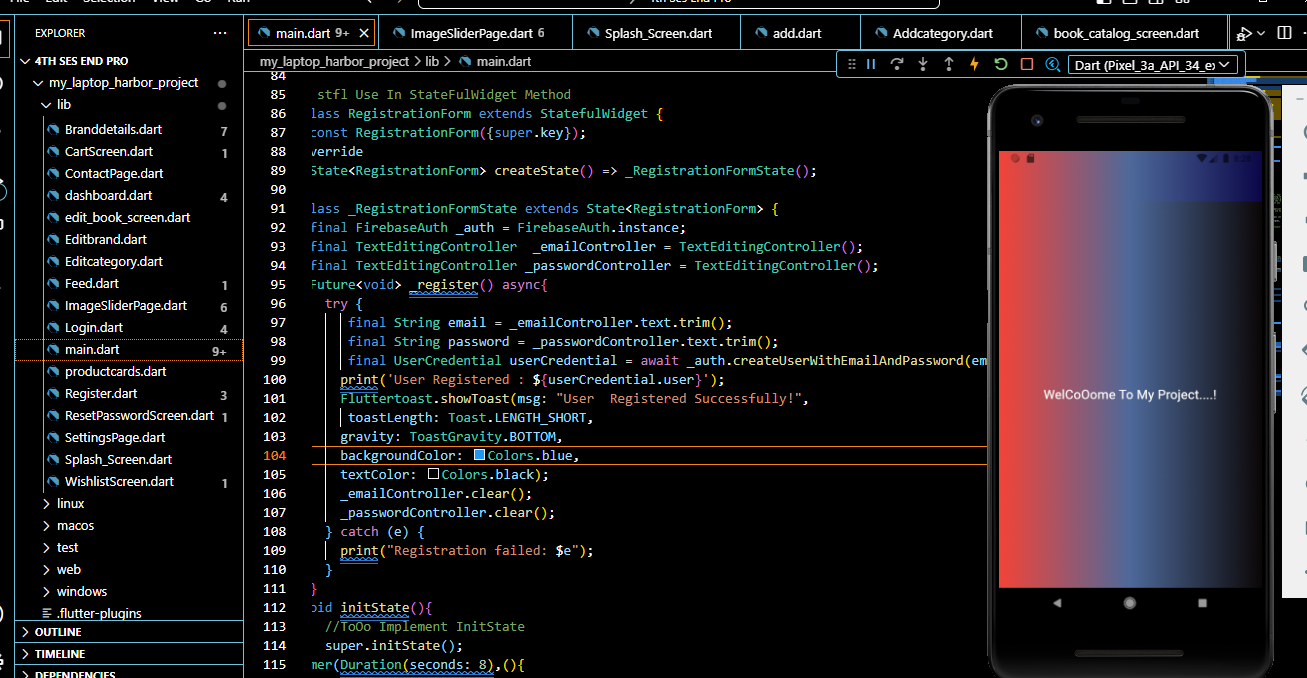 EXPLORER
4TH SES END PRO
my_laptop_harbor_project
lib
Branddetails.dart 7
CartScreen.dart 1
ContactPage.dart
dashboard.dart 4
edit_book_screen.dart
Editbrand.dart
Editcategory.dart
Feed.dart 1
ImageSliderPage.dart 6
Login.dart 4
main.dart 9+
productcards.dart
Register.dart 3
ResetPasswordScreen.dart 1
SettingsPage.dart
Splash_Screen.dart
WishlistScreen.dart 1
linux
macos
test
web
windows
.flutter-plugins
OUTLINE
TIMELINE
DEPENDENCIES
main.dart 9+
ImageSliderPage.dart 6
Splash_Screen.dart
add.dart
Addcategory.dart
book_catalog_screen.dart
my_laptop_harbor_project > lib > main.dart
Dart (Pixel_3a_API_34_ex
84
85 stfl Use In StateFulWidget Method
86 lass RegistrationForm extends StatefulWidget {
87 const RegistrationForm({super.key});
88 verride
89 State<RegistrationForm> createState() => _RegistrationFormState();
90
91 lass _RegistrationFormState extends State<RegistrationForm> {
92 final FirebaseAuth _auth = FirebaseAuth.instance;
93 final TextEditingController  _emailController = TextEditingController();
94 final TextEditingController _passwordController = TextEditingController();
95 Future<void> _register() async{
96 try {
97 final String email = _emailController.text.trim();
98 final String password = _passwordController.text.trim();
99 final UserCredential userCredential = await _auth.createUserWithEmailAndPassword(em
100 print('User Registered : ${userCredential.user}');
101 Fluttertoast.showToast(msg: "User  Registered Successfully!",
102 toastLength: Toast.LENGTH_SHORT,
103 gravity: ToastGravity.BOTTOM,
104 backgroundColor: Colors.blue,
105 textColor: Colors.black);
106 _emailController.clear();
107 _passwordController.clear();
108 } catch (e) {
109 print("Registration failed: $e");
110 }
111 }
112 oid initState(){
113 //ToOo Implement InitState
114 super.initState();
115 mer(Duration(seconds: 8),(){
WelCoOome To My Project....!